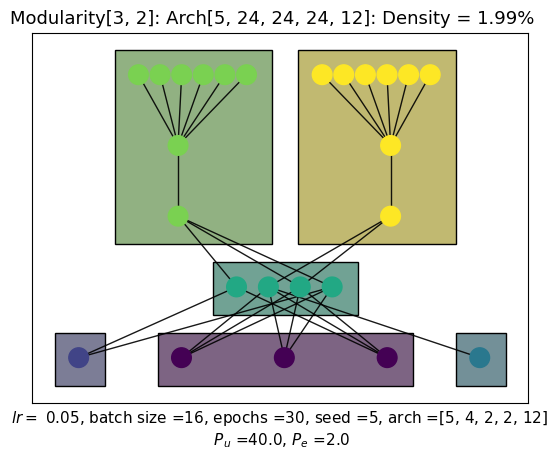 Modularity[3, 2]: Arch[5, 24, 24, 24, 12]: Density = 1.99%
lr = 0.05, batch size =16, epochs =30, seed =5, arch =[5, 4, 2, 2, 12]
P_u =40.0, P_e =2.0